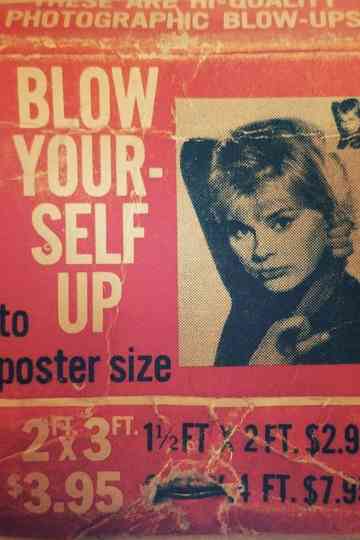 THESE ARE HI-QUALITY
PHOTOGRAPHIC BLOW-UPS
BLOW
YOUR-
SELF
UP
to
poster size
2FT. x 3FT.
$3.95
1½ FT x 2 FT. $2.9
4 FT. $7.9